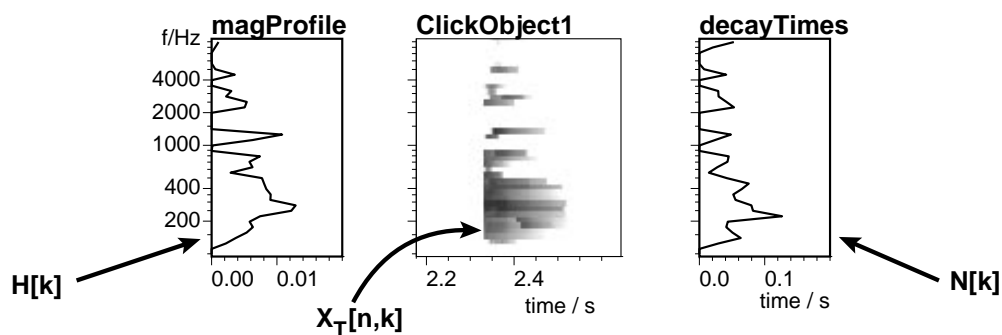 magProfile
ClickObject1
decayTimes
f/Hz
4000
2000
1000
400
200
0.00 0.01
2.2 2.4
0.0 0.1
time / s
time / s
H[k]
X_T[n,k]
N[k]